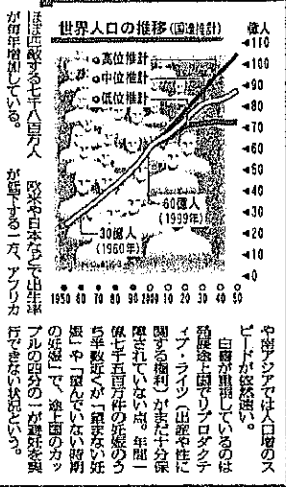 世界人口の推移(国連推計)
億人
高位推計
中位推計
低位推計
110
100
90
80
70
60
50
40
30
20
10
0
60億人
(1999年)
30億人
(1960年)
1950 60 70 80 90 2000 10 20 30 40 50
ほぼ匹敵する七千八百万人
が毎年増加している。
欧米や日本などで出生率
が低下する一方、アフリカ
や南アジアでは人口増のス
ピードが依然速い。
白書が重視しているのは
発展途上国でリプロダクテ
ィブ・ライツ(出産や性に
関する権利)がまだ十分保
障されていない点。年間一
億七千五百万件の妊娠のう
ち半数近くが「望まない妊
娠」や「望んでいない時期
の妊娠」で、途上国のカッ
プルの四分の一が避妊を実
行できない状況という。